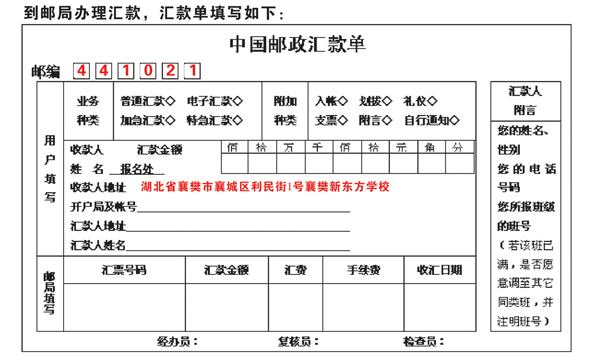 到邮局办理汇款，汇款单填写如下：
中国邮政汇款单
邮编 4 4 1 0 2 1
用户填写
业务种类
普通汇款◇ 电子汇款◇
加急汇款◇ 特急汇款◇
附加种类
入帐◇ 划拔◇ 礼仪◇
支票◇ 附言◇ 自行通知◇
收款人 汇款金额 佰 拾 万 千 佰 拾 元 角 分
姓 名 报名处
收款人地址 湖北省襄樊市襄城区利民街1号襄樊新东方学校
开户局及帐号
汇款人地址
汇款人姓名
邮局填写
汇票号码 汇款金额 汇费 手续费 收汇日期
经办员： 复核员： 检查员：
汇款人
附言
您的姓名、
性别
您的电话
号码
您所报班级
的班号
（若该班已
满，是否愿
意调至其它
同类班，并
注明班号）